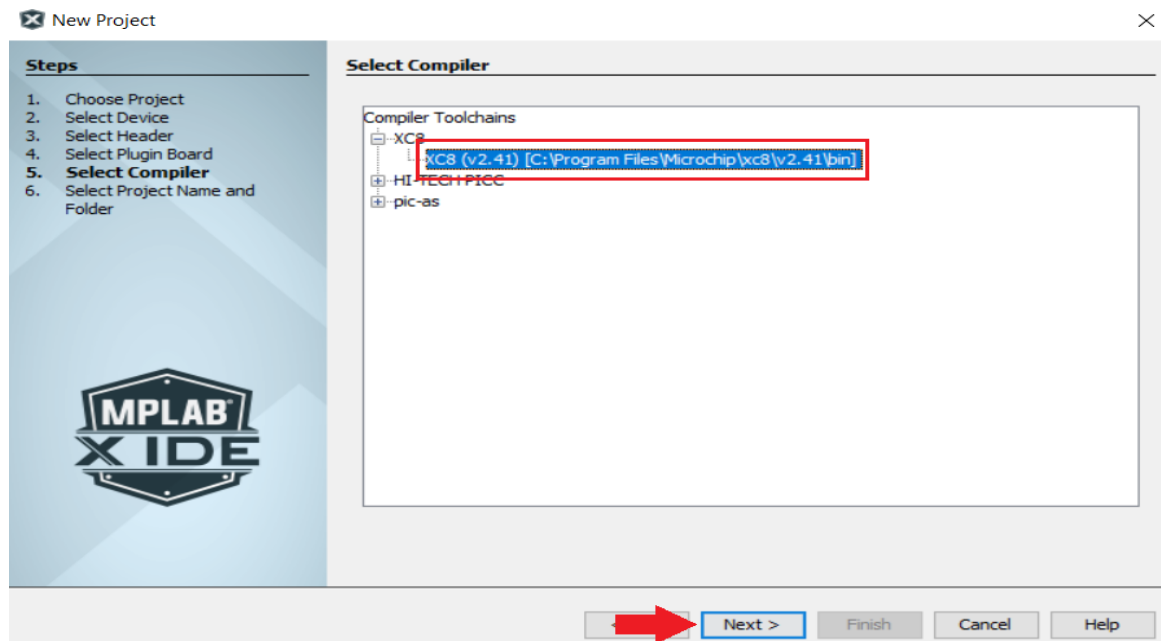 New Project
Steps
1. Choose Project
2. Select Device
3. Select Header
4. Select Plugin Board
5. Select Compiler
6. Select Project Name and
Folder
MPLAB®
X IDE
Select Compiler
Compiler Toolchains
XC8
XC8 (v2.41) [C:\Program Files\Microchip\xc8\v2.41\bin]
HI-TECH PICC
pic-as
Next >
Finish
Cancel
Help